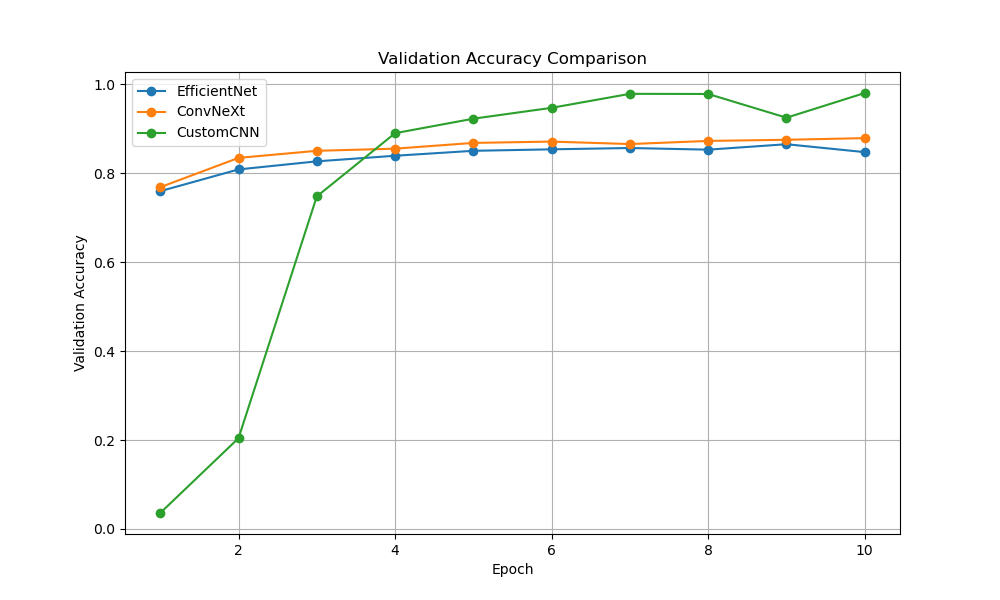 Validation Accuracy Comparison
EfficientNet
ConvNeXt
CustomCNN
Validation Accuracy
1.0
0.8
0.6
0.4
0.2
0.0
2 4 6 8 10
Epoch